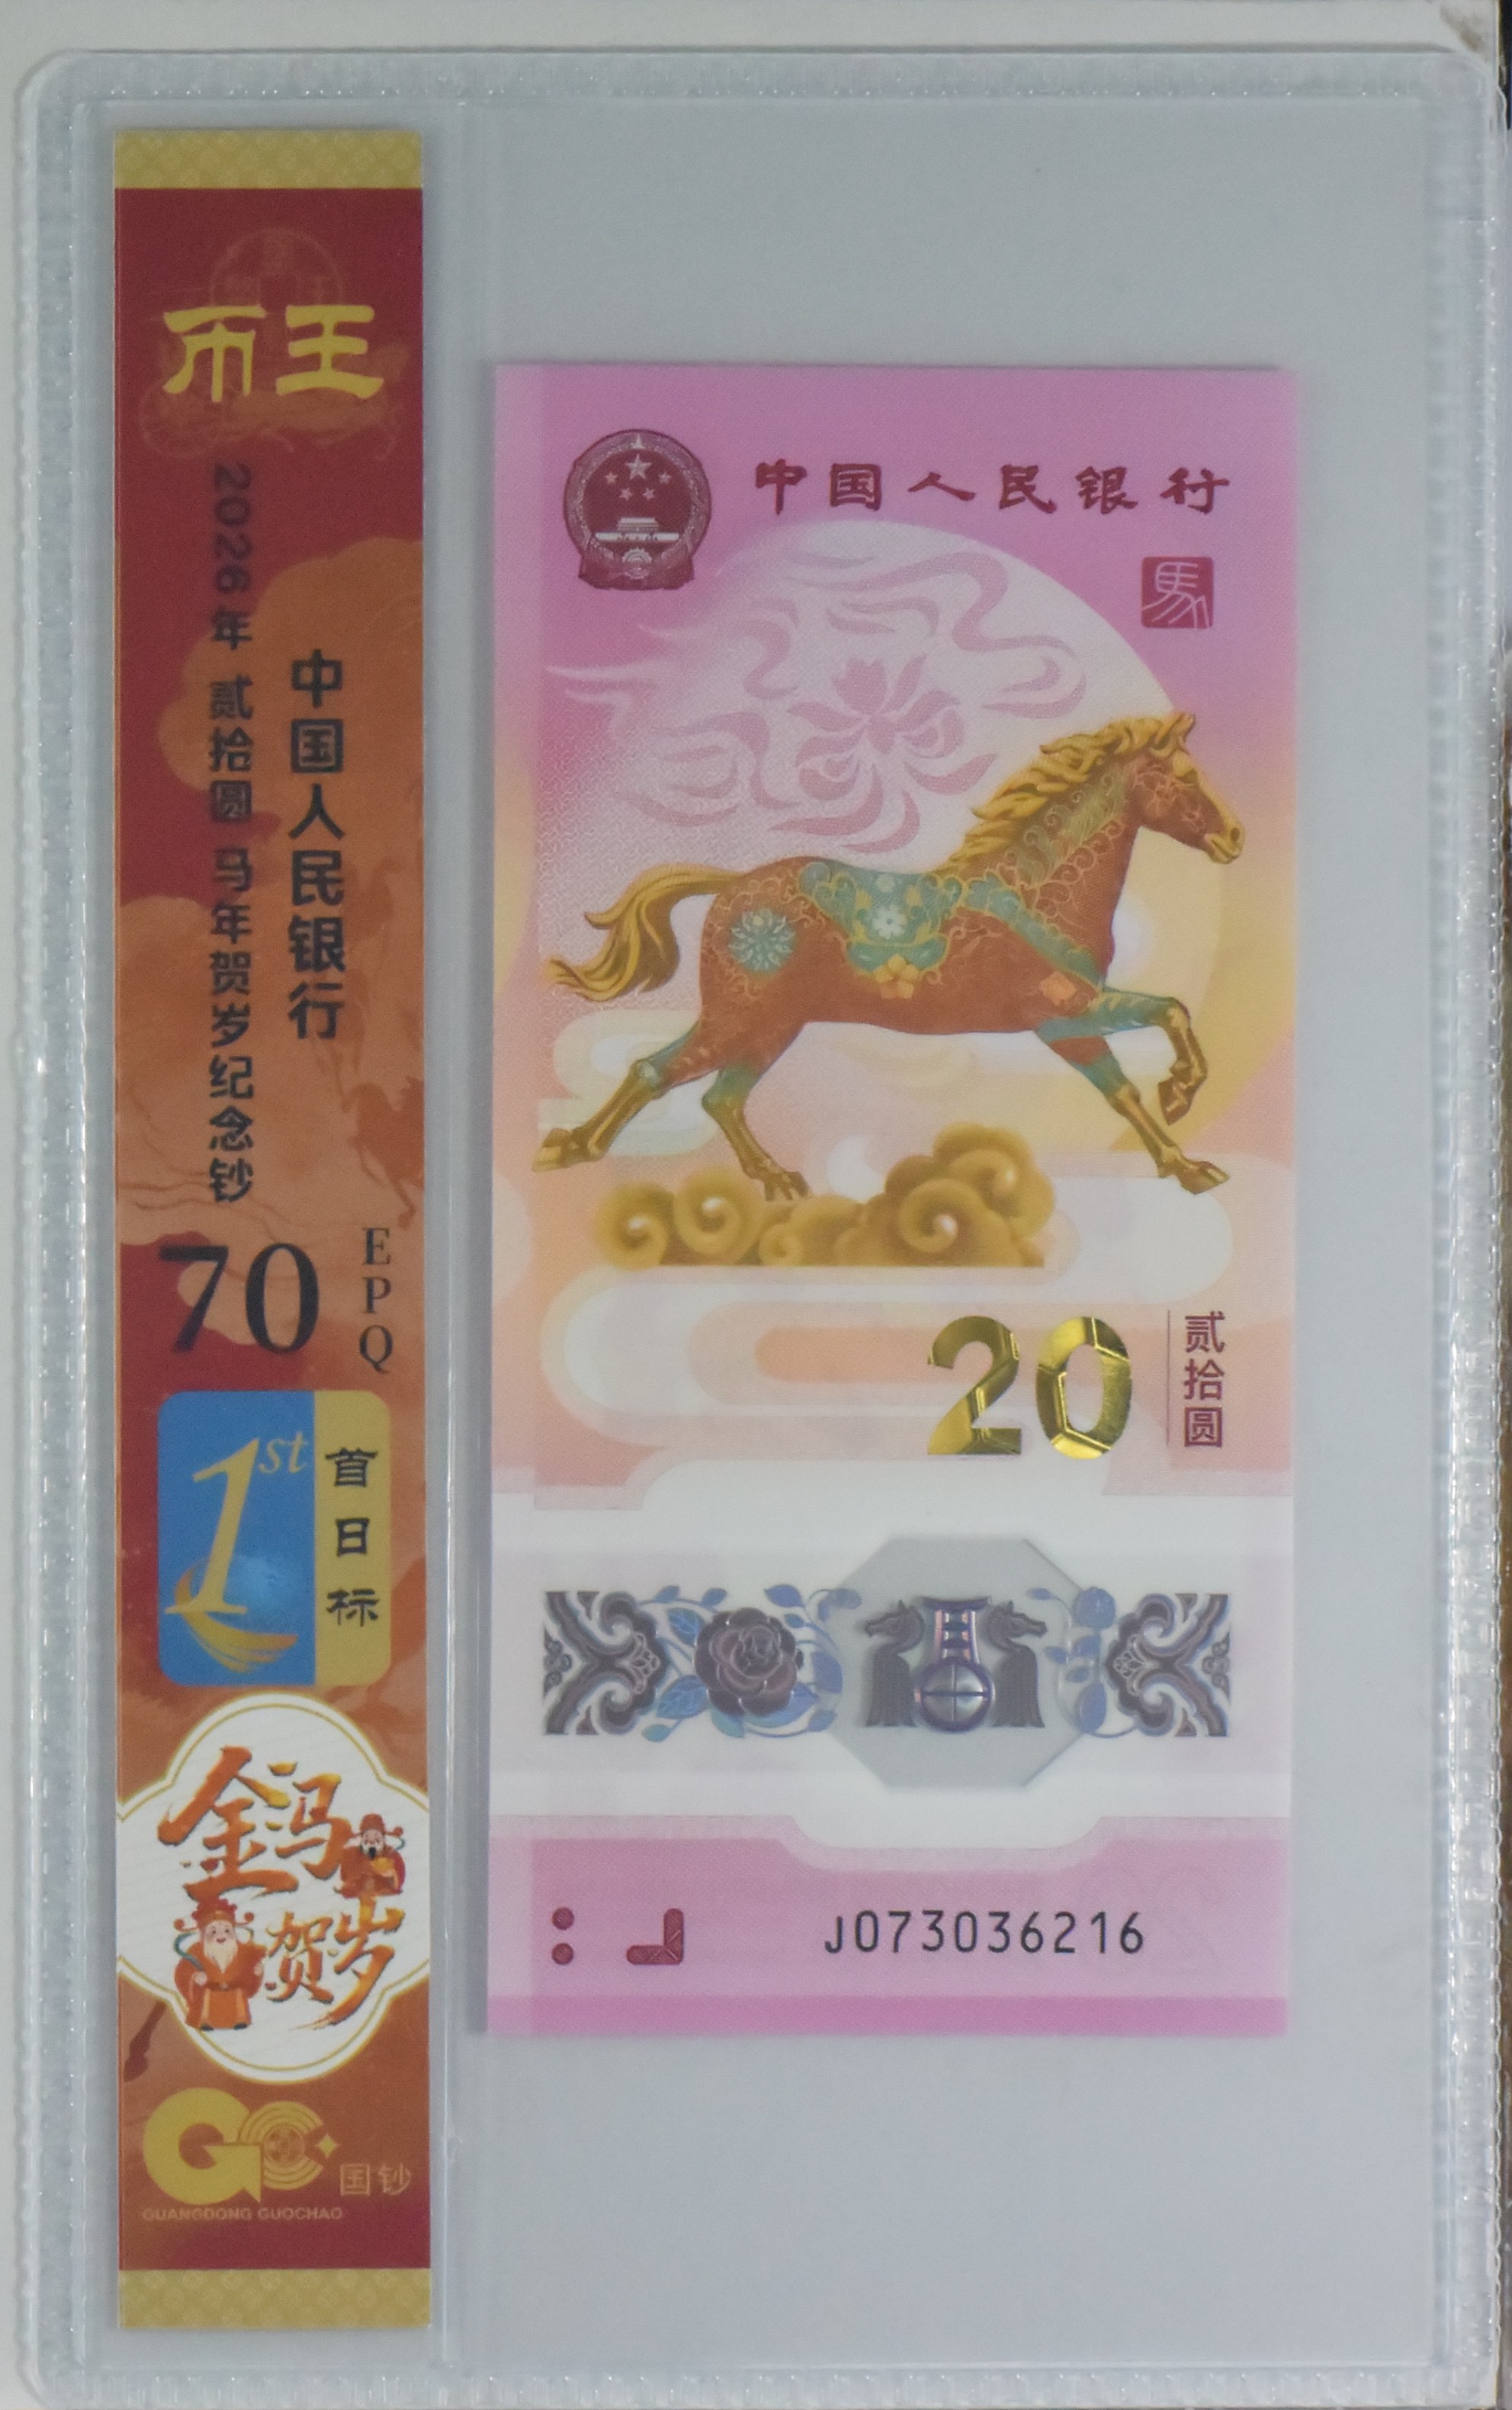 币王
中国人民银行
2026年 贰拾圆 马年贺岁纪念钞
70
EPQ
1st
首日标
金马
贺岁
GC
国钞
GUANGDONG GUOCHAO
中国人民银行
馬
20
贰拾圆
J073036216